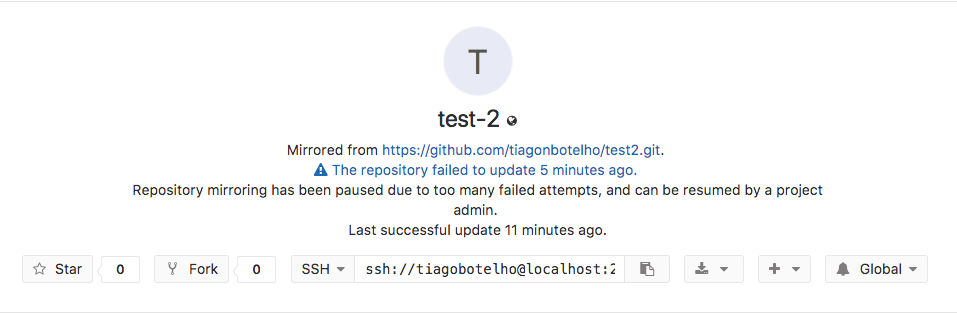 T
test-2
Mirrored from https://github.com/tiagonbotelho/test2.git.
The repository failed to update 5 minutes ago.
Repository mirroring has been paused due to too many failed attempts, and can be resumed by a project
admin.
Last successful update 11 minutes ago.
Star 0 Fork 0 SSH ssh://tiagobotelho@localhost:2 Global